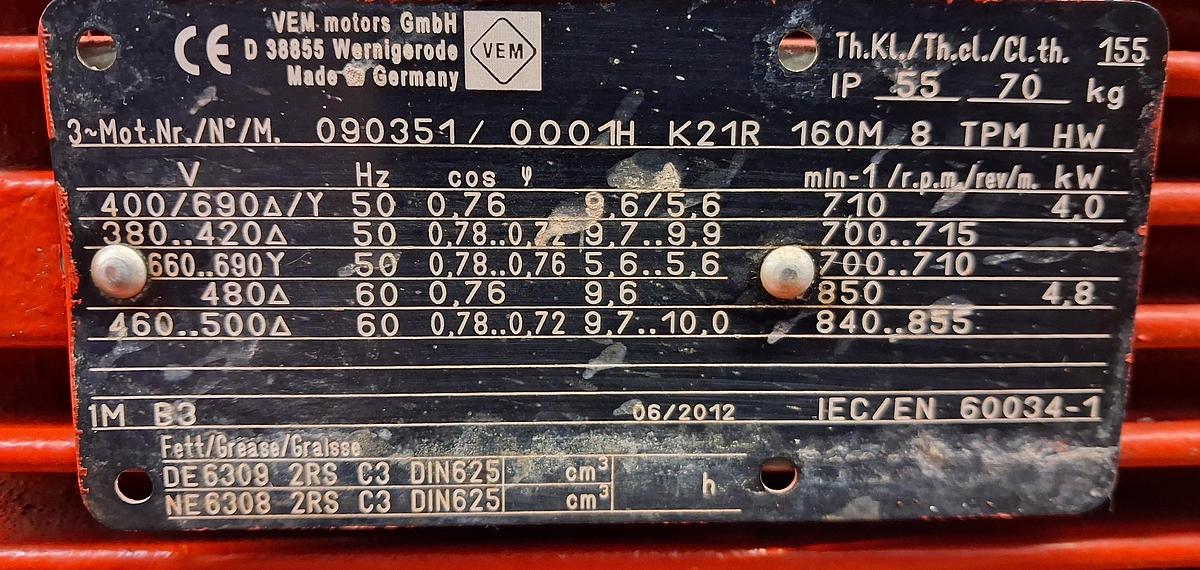 VEM motors GmbH
D 38855 Wernigerode
Made Germany
CE
VEM
Th.Kl./Th.cl./Cl.th. 155
IP 55 70 kg
3~Mot.Nr./N°/M. 090351/ 0001H K21R 160M 8 TPM HW
V Hz cos φ min-1/r.p.m./rev/m. kW
400/690Δ/Y 50 0,76 9,6/5,6 710 4,0
380..420Δ 50 0,78..0,72 9,7..9,9 700..715
660..690Y 50 0,78..0,76 5,6..5,6 700..710
480Δ 60 0,76 9,6 850 4,8
460..500Δ 60 0,78..0,72 9,7..10,0 840..855
IM B3 06/2012 IEC/EN 60034-1
Fett/Grease/Graisse
DE 6309 2RS C3 DIN625 cm³
NE 6308 2RS C3 DIN625 cm³ h